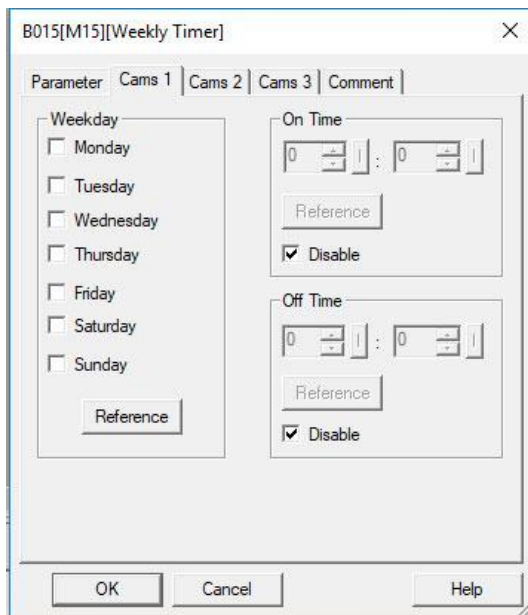 B015[M15][Weekly Timer]
Parameter Cams 1 Cams 2 Cams 3 Comment
Weekday
Monday
Tuesday
Wednesday
Thursday
Friday
Saturday
Sunday
Reference
On Time
0 : 0
Reference
Disable
Off Time
0 : 0
Reference
Disable
OK Cancel Help